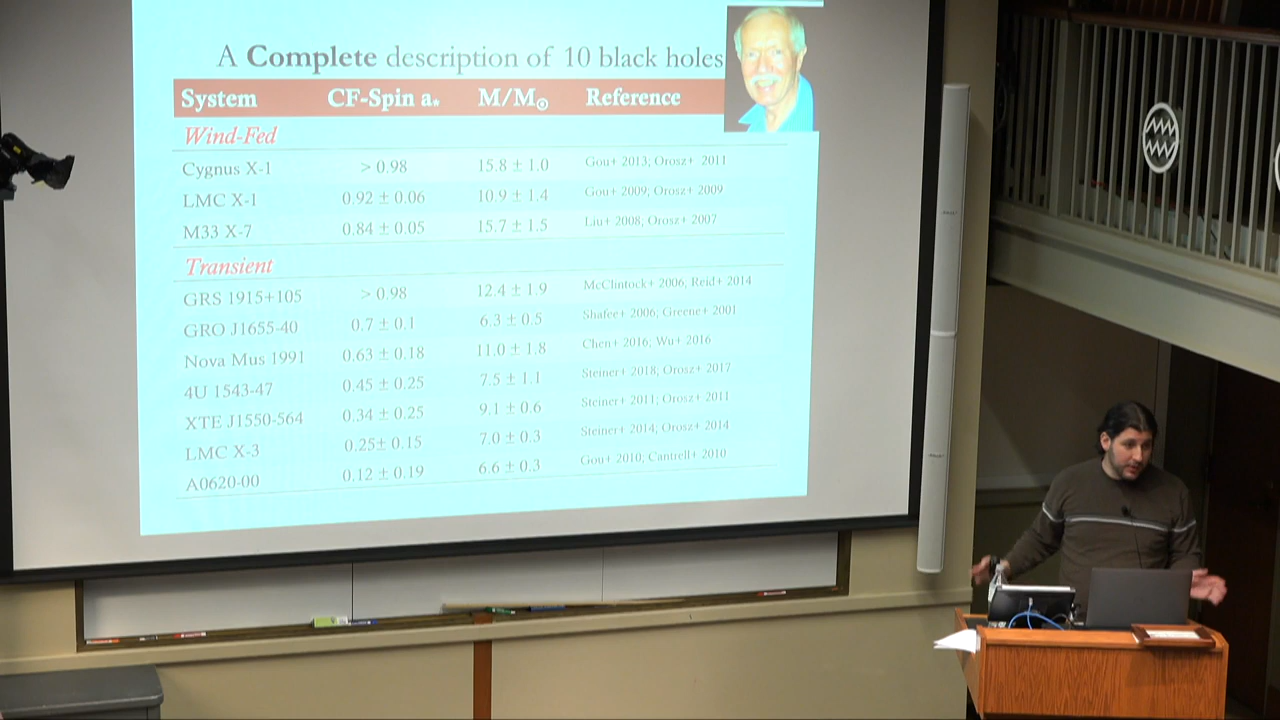 A Complete description of 10 black holes
System CF-Spin a* M/M⊙ Reference
Wind-Fed
Cygnus X-1 > 0.98 15.8 ± 1.0 Gou+ 2013; Orosz+ 2011
LMC X-1 0.92 ± 0.06 10.9 ± 1.4 Gou+ 2009; Orosz+ 2009
M33 X-7 0.84 ± 0.05 15.7 ± 1.5 Liu+ 2008; Orosz+ 2007
Transient
GRS 1915+105 > 0.98 12.4 ± 1.9 McClintock+ 2006; Reid+ 2014
GRO J1655-40 0.7 ± 0.1 6.3 ± 0.5 Shafee+ 2006; Greene+ 2001
Nova Mus 1991 0.63 ± 0.18 11.0 ± 1.8 Chen+ 2016; Wu+ 2016
4U 1543-47 0.45 ± 0.25 7.5 ± 1.1 Steiner+ 2018; Orosz+ 2017
XTE J1550-564 0.34 ± 0.25 9.1 ± 0.6 Steiner+ 2011; Orosz+ 2011
LMC X-3 0.25± 0.15 7.0 ± 0.3 Steiner+ 2014; Orosz+ 2014
A0620-00 0.12 ± 0.19 6.6 ± 0.3 Gou+ 2010; Cantrell+ 2010